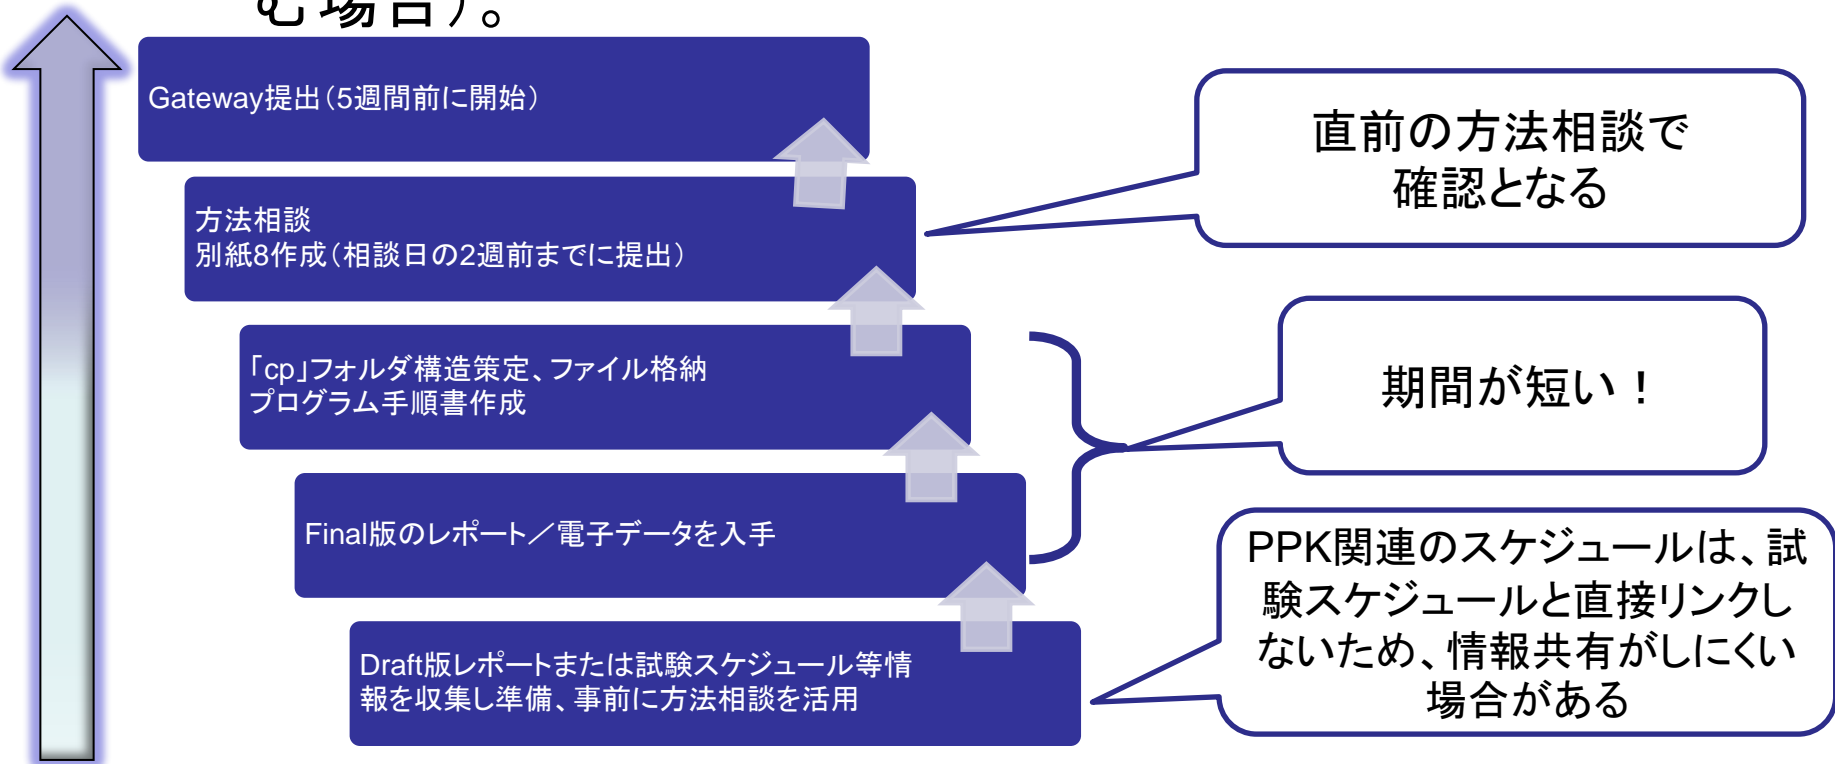 む場合）。
Gateway提出（5週間前に開始）
直前の方法相談で
確認となる
方法相談
別紙8作成（相談日の2週前までに提出）
「cp」フォルダ構造策定、ファイル格納
プログラム手順書作成
期間が短い！
Final版のレポート／電子データを入手
PPK関連のスケジュールは、試
験スケジュールと直接リンクし
ないため、情報共有がしにくい
場合がある
Draft版レポートまたは試験スケジュール等情
報を収集し準備、事前に方法相談を活用